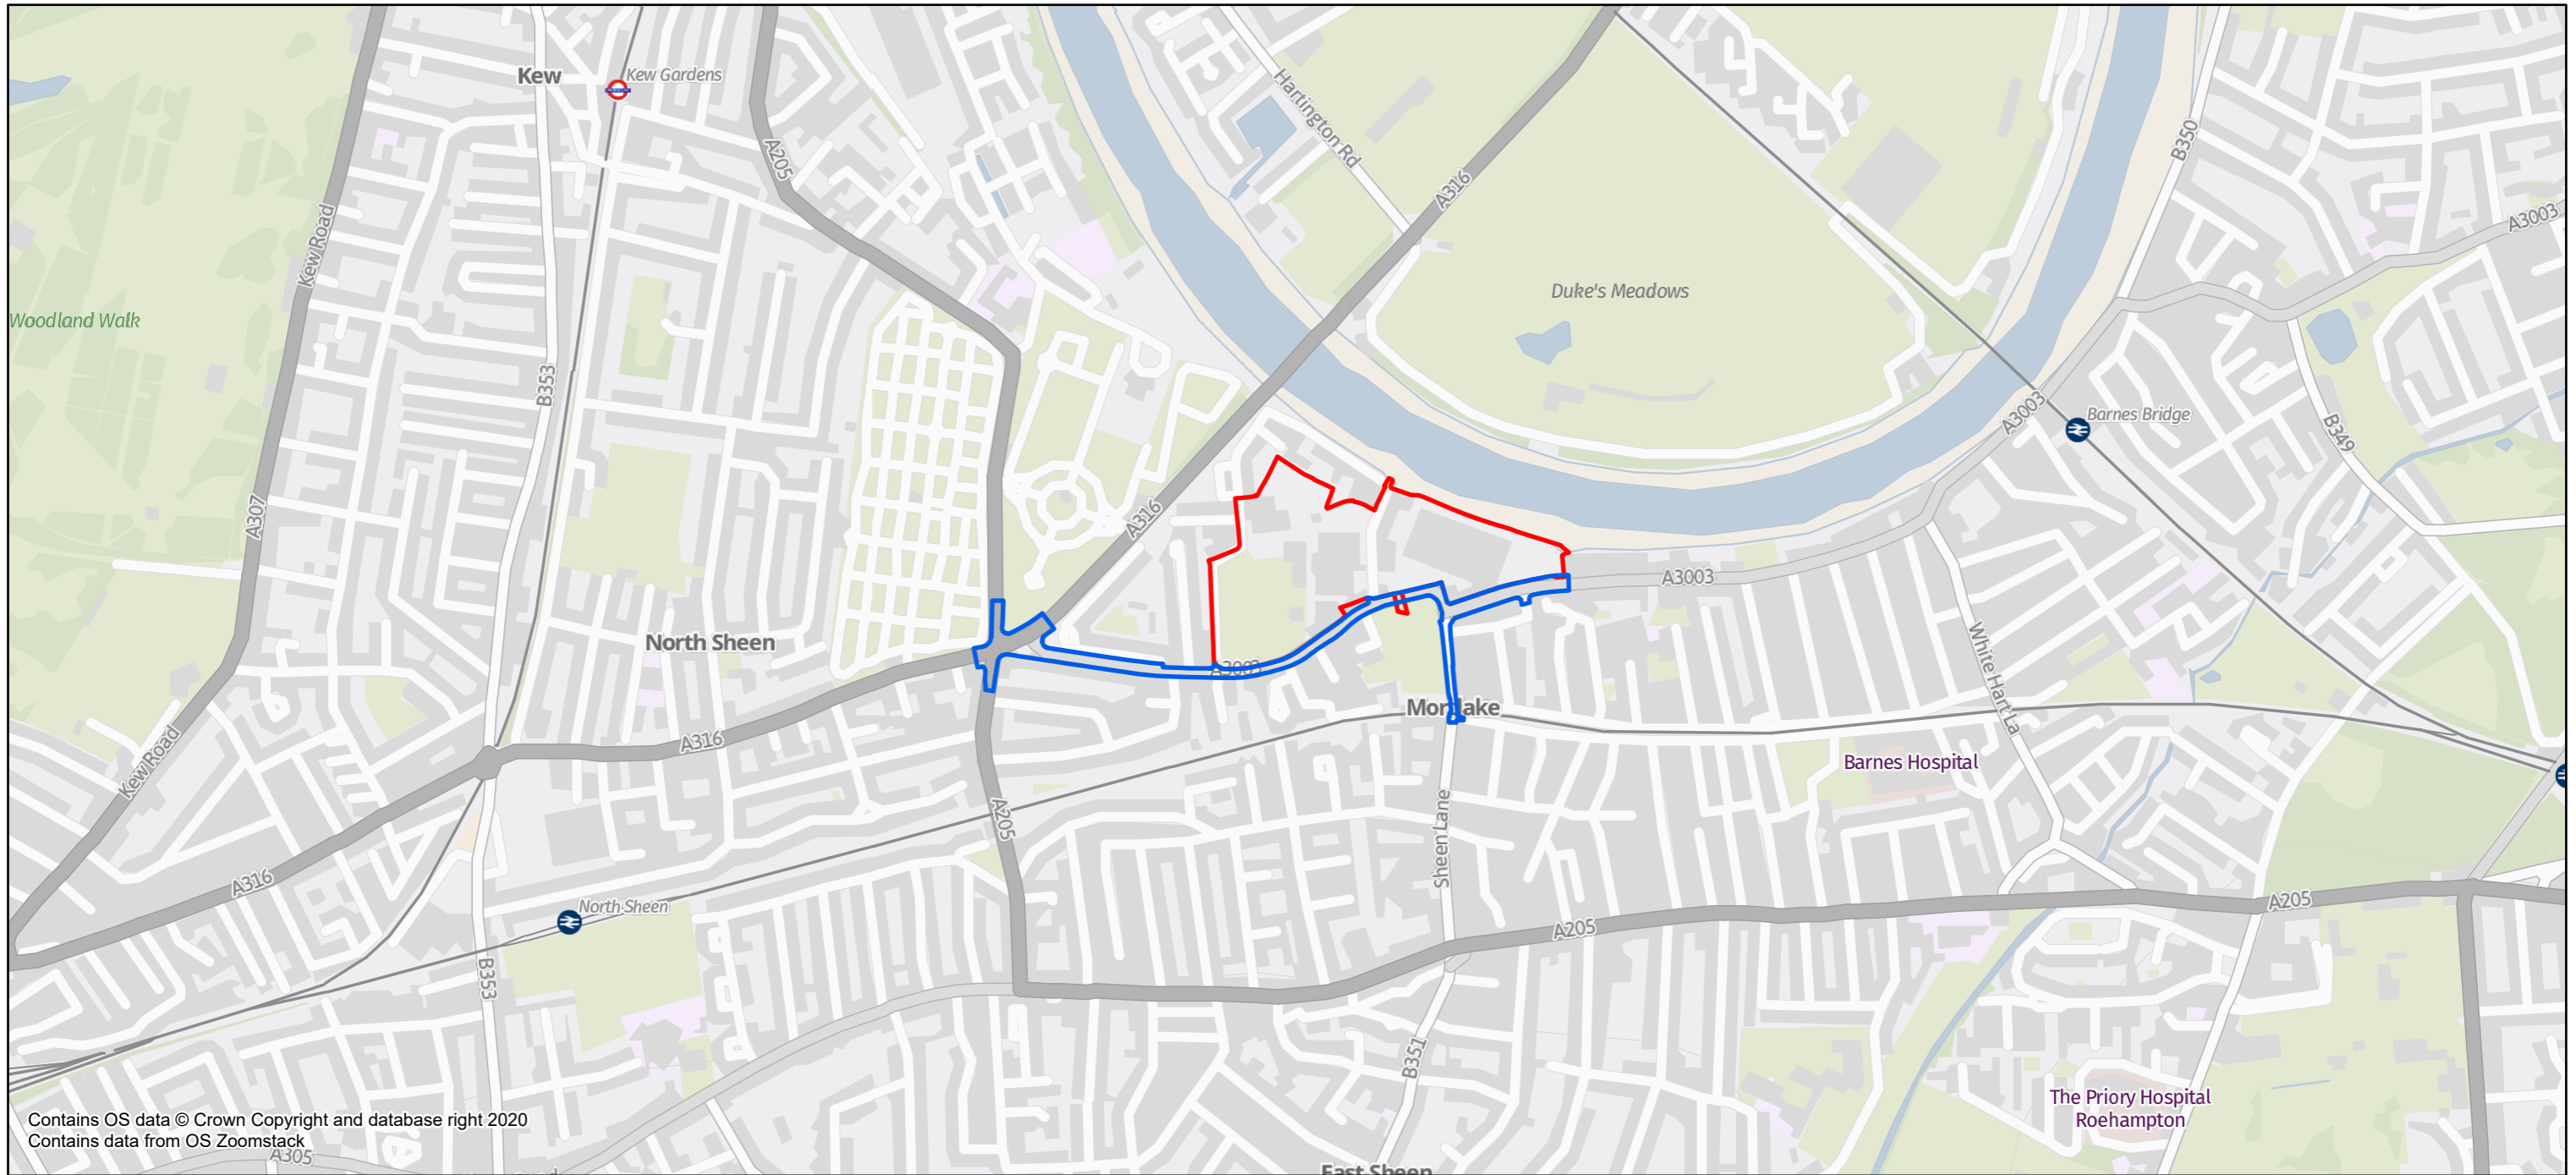 Kew
Kew Gardens
Hartington Rd
A205
A316
B350
A3003
Kew Road
Woodland Walk
Duke's Meadows
B353
Barnes Bridge
A3003
B349
A307
A316
A3003
North Sheen
A3003
White Hart La
Mortlake
Kew Road
A316
Barnes Hospital
A205
Sheen Lane
A316
North Sheen
A205
A205
B353
B351
The Priory Hospital
Roehampton
Contains OS data © Crown Copyright and database right 2020
Contains data from OS Zoomstack
A305
East Sheen